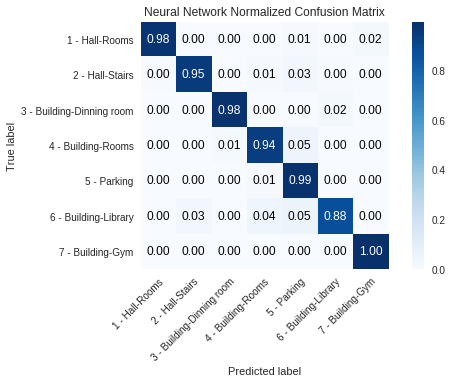 Neural Network Normalized Confusion Matrix
True label
1 - Hall-Rooms 0.98 0.00 0.00 0.00 0.01 0.00 0.02
2 - Hall-Stairs 0.00 0.95 0.00 0.01 0.03 0.00 0.00
3 - Building-Dinning room 0.00 0.00 0.98 0.00 0.00 0.02 0.00
4 - Building-Rooms 0.00 0.00 0.01 0.94 0.05 0.00 0.00
5 - Parking 0.00 0.00 0.00 0.01 0.99 0.00 0.00
6 - Building-Library 0.00 0.03 0.00 0.04 0.05 0.88 0.00
7 - Building-Gym 0.00 0.00 0.00 0.00 0.00 0.00 1.00
1 - Hall-Rooms
2 - Hall-Stairs
3 - Building-Dinning room
4 - Building-Rooms
5 - Parking
6 - Building-Library
7 - Building-Gym
Predicted label
0.8
0.6
0.4
0.2
0.0